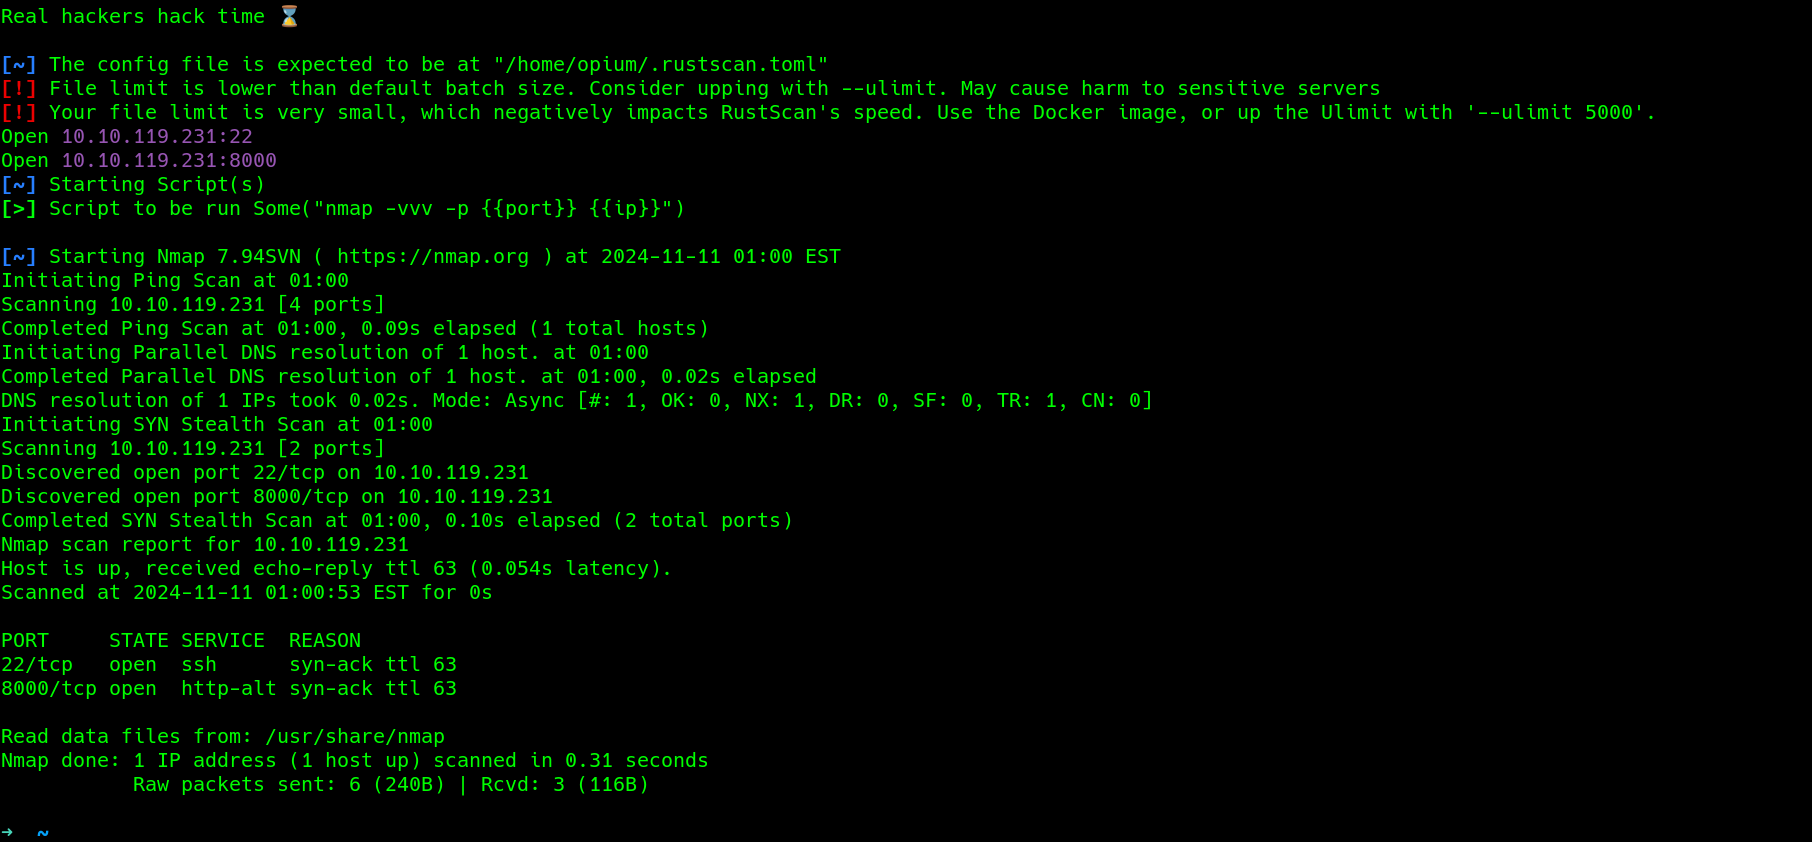 Real hackers hack time ⌛
[~] The config file is expected to be at "/home/opium/.rustscan.toml"
[!] File limit is lower than default batch size. Consider upping with --ulimit. May cause harm to sensitive servers
[!] Your file limit is very small, which negatively impacts RustScan's speed. Use the Docker image, or up the Ulimit with '--ulimit 5000'.
Open 10.10.119.231:22
Open 10.10.119.231:8000
[~] Starting Script(s)
[>] Script to be run Some("nmap -vvv -p {{port}} {{ip}}")
[~] Starting Nmap 7.94SVN ( https://nmap.org ) at 2024-11-11 01:00 EST
Initiating Ping Scan at 01:00
Scanning 10.10.119.231 [4 ports]
Completed Ping Scan at 01:00, 0.09s elapsed (1 total hosts)
Initiating Parallel DNS resolution of 1 host. at 01:00
Completed Parallel DNS resolution of 1 host. at 01:00, 0.02s elapsed
DNS resolution of 1 IPs took 0.02s. Mode: Async [#: 1, OK: 0, NX: 1, DR: 0, SF: 0, TR: 1, CN: 0]
Initiating SYN Stealth Scan at 01:00
Scanning 10.10.119.231 [2 ports]
Discovered open port 22/tcp on 10.10.119.231
Discovered open port 8000/tcp on 10.10.119.231
Completed SYN Stealth Scan at 01:00, 0.10s elapsed (2 total ports)
Nmap scan report for 10.10.119.231
Host is up, received echo-reply ttl 63 (0.054s latency).
Scanned at 2024-11-11 01:00:53 EST for 0s
PORT     STATE SERVICE  REASON
22/tcp   open  ssh      syn-ack ttl 63
8000/tcp open  http-alt syn-ack ttl 63
Read data files from: /usr/share/nmap
Nmap done: 1 IP address (1 host up) scanned in 0.31 seconds
           Raw packets sent: 6 (240B) | Rcvd: 3 (116B)
→  ~